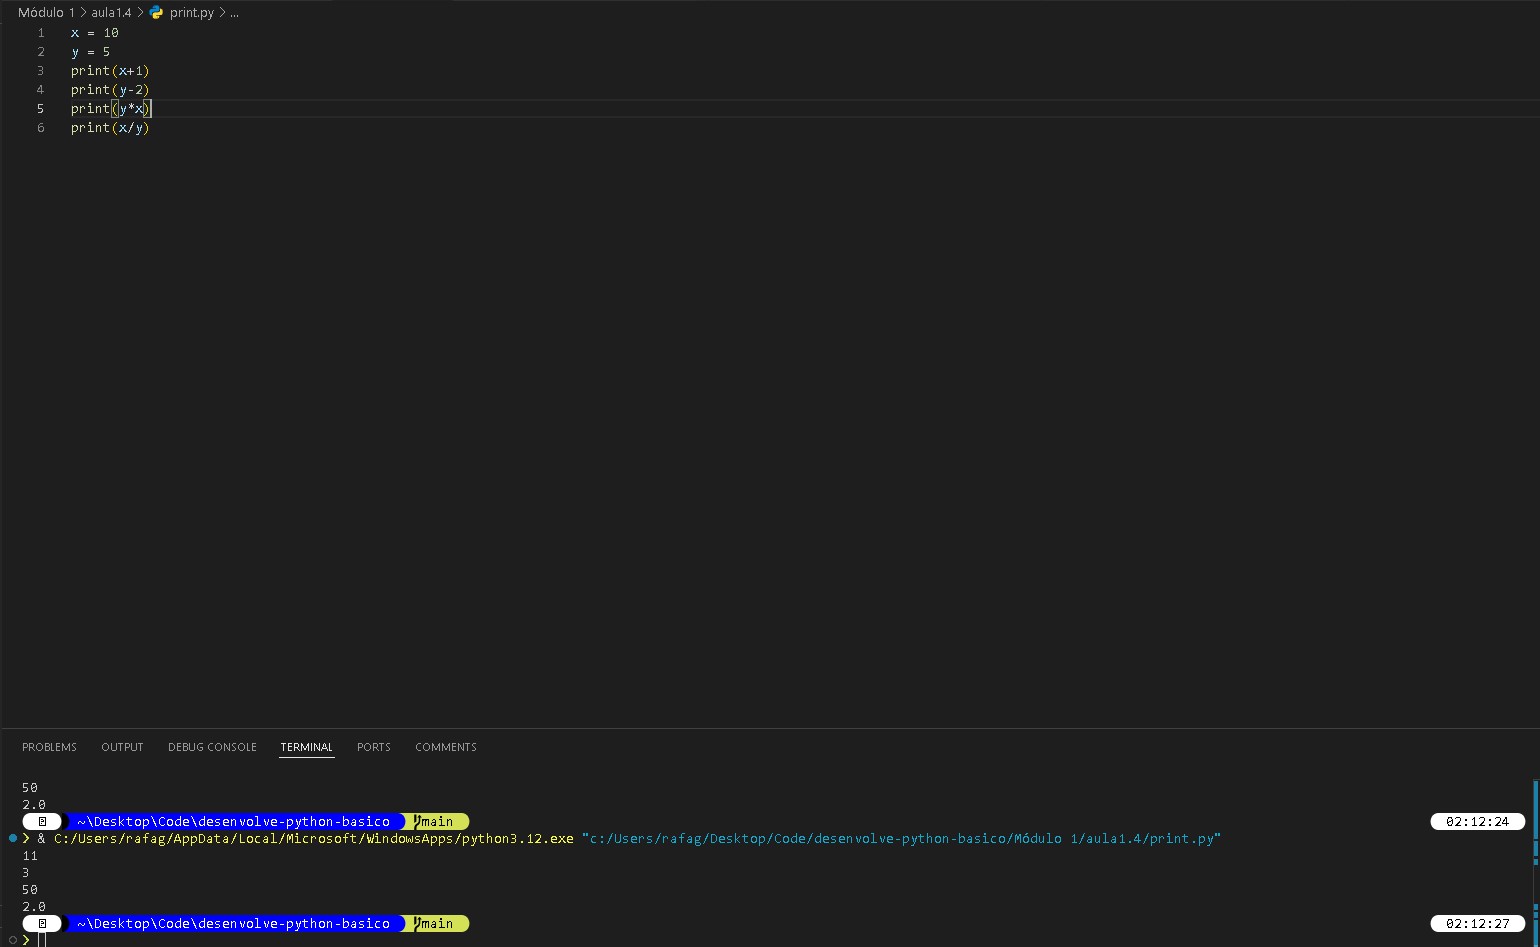 Módulo 1 > aula1.4 > print.py > ...
1 x = 10
2 y = 5
3 print(x+1)
4 print(y-2)
5 print(y*x)
6 print(x/y)
PROBLEMS OUTPUT DEBUG CONSOLE TERMINAL PORTS COMMENTS
50
2.0
~\Desktop\Code\desenvolve-python-basico main 02:12:24
❯ & C:/Users/rafag/AppData/Local/Microsoft/WindowsApps/python3.12.exe "c:/Users/rafag/Desktop/Code/desenvolve-python-basico/Módulo 1/aula1.4/print.py"
11
3
50
2.0
~\Desktop\Code\desenvolve-python-basico main 02:12:27
❯